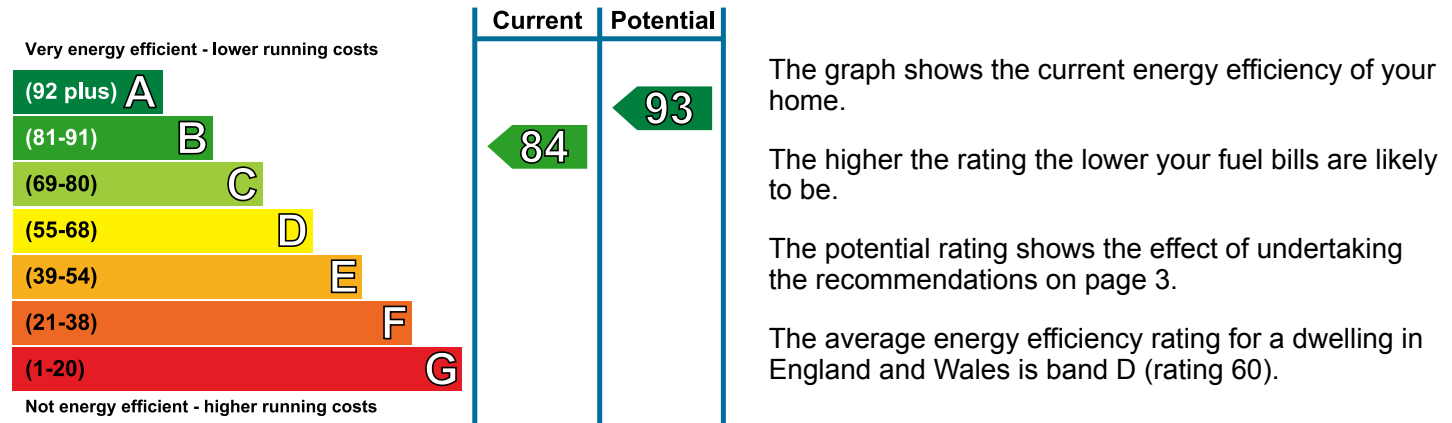 Current Potential
Very energy efficient - lower running costs
(92 plus) A
(81-91) B
(69-80) C
(55-68) D
(39-54) E
(21-38) F
(1-20) G
Not energy efficient - higher running costs
84
93
The graph shows the current energy efficiency of your
home.
The higher the rating the lower your fuel bills are likely
to be.
The potential rating shows the effect of undertaking
the recommendations on page 3.
The average energy efficiency rating for a dwelling in
England and Wales is band D (rating 60).